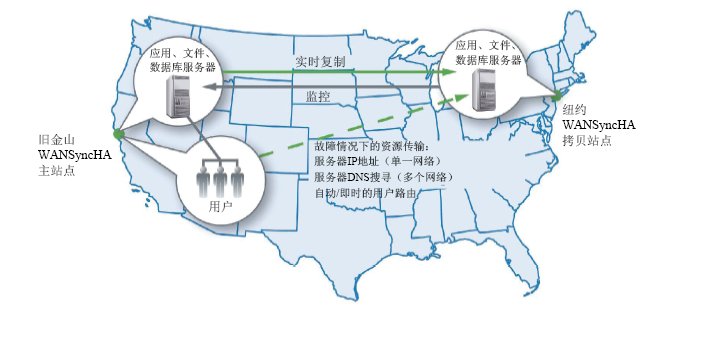 应用、文件、
数据库服务器
应用、文件、
数据库服务器
实时复制
监控
旧金山
WANSyncHA
主站点
纽约
WANSyncHA
拷贝站点
故障情况下的资源传输:
服务器IP地址（单一网络）
服务器DNS搜寻（多个网络）
自动/即时的用户路由
用户